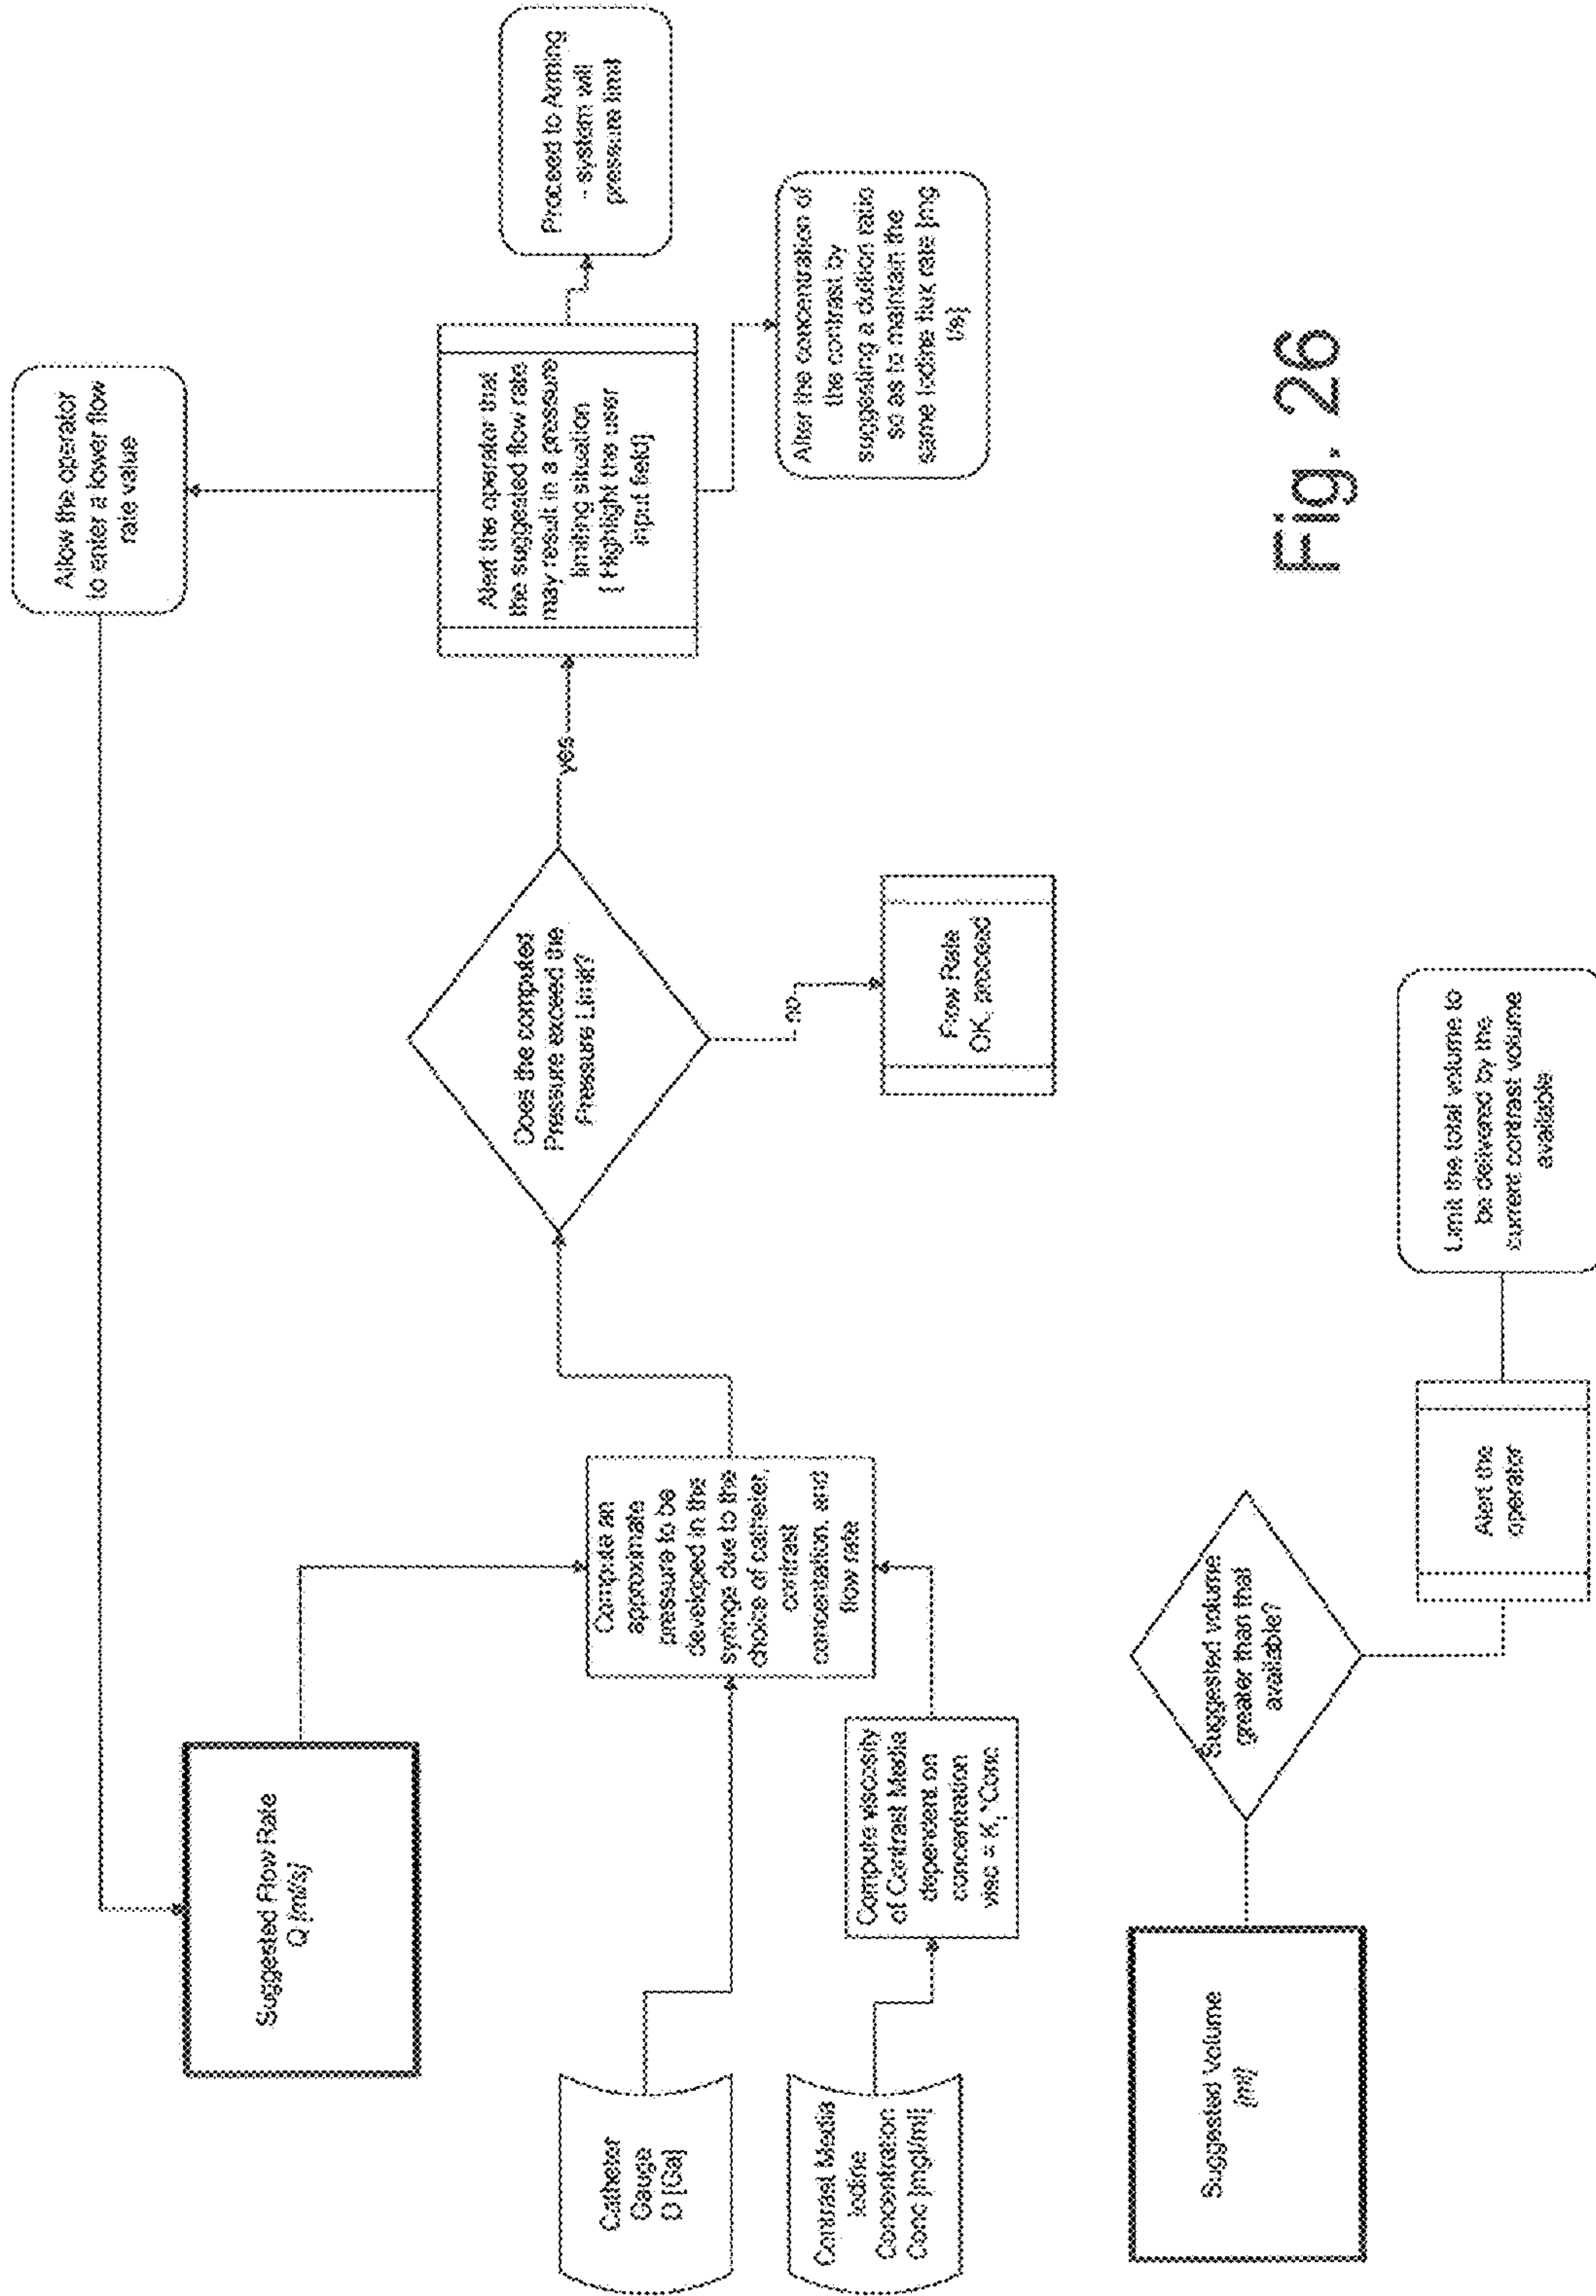 Allow the operator
to enter a lower flow
rate value
Suggested Flow Rate
Q [ml/s]
Proceed to Arming
- system will
pressure limit
Alert the operator that
the suggested flow rate
may result in a pressure
limiting situation
[ Highlight the user
input field]
Does the computed
Pressure exceed the
Pressure Limit?
yes
no
Compute an
approximate
pressure to be
developed in the
syringe due to the
choice of catheter,
contrast
concentration, and
flow rate
Catheter
Gauge
D [Ga]
Alter the concentration of
the contrast by
suggesting a dilution ratio
so as to maintain the
same Iodine flux rate [mg
I/s]
Flow Rate
OK, proceed
Compute viscosity
of Contrast Media
dependent on
concentration
visc = K_I*Conc
Contrast Media
Iodine
Concentration
Conc [mgI/ml]
Suggested Volume
[ml]
Suggested volume
greater than that
available?
Alert the
operator
Limit the total volume to
be delivered by the
current contrast volume
available
Fig. 26